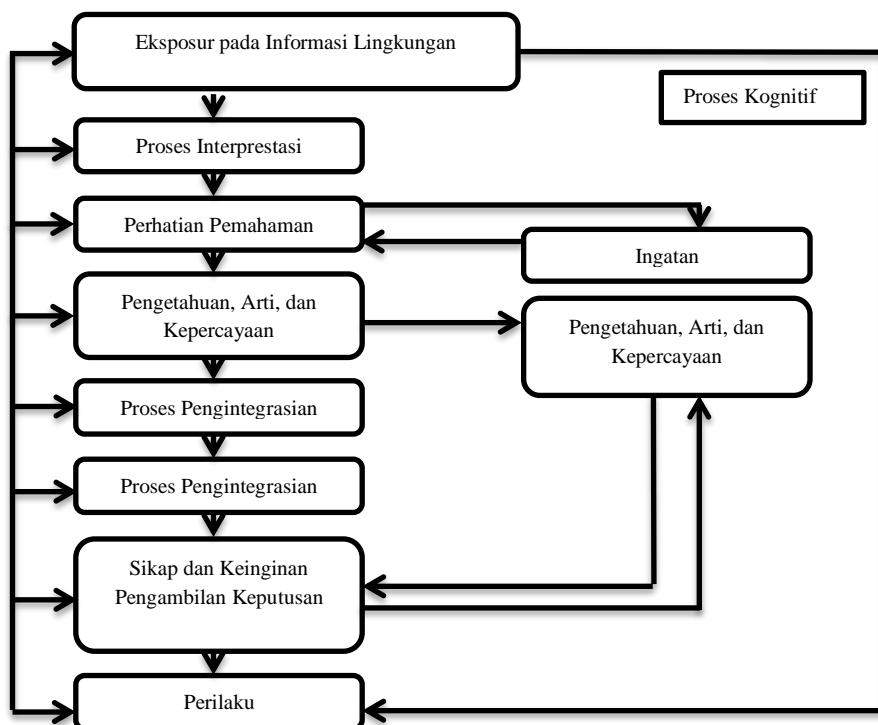 Eksposur pada Informasi Lingkungan
Proses Kognitif
Proses Interprestasi
Perhatian Pemahaman
Ingatan
Pengetahuan, Arti, dan
Kepercayaan
Pengetahuan, Arti, dan
Kepercayaan
Proses Pengintegrasian
Proses Pengintegrasian
Sikap dan Keinginan
Pengambilan Keputusan
Perilaku